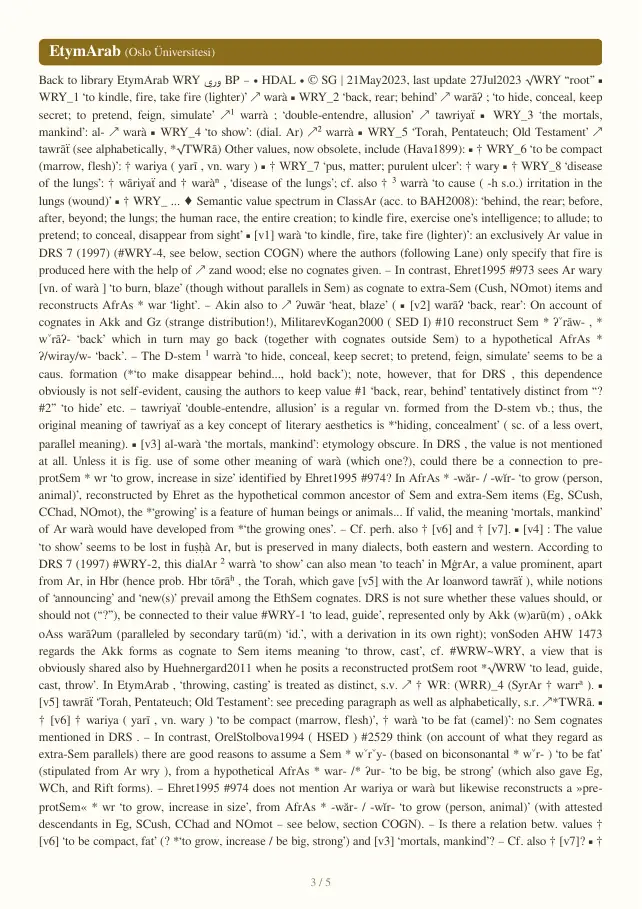 EtymArab (Oslo Üniversitesi)
Back to library EtymArab WRY وري BP – • HDAL • © SG | 21May2023, last update 27Jul2023 √WRY “root” ▪
WRY_1 ‘to kindle, fire, take fire (lighter)’ ↗ warà ▪ WRY_2 ‘back, rear; behind’ ↗ warāʔ ; ‘to hide, conceal, keep
secret; to pretend, feign, simulate’ ↗¹ warrà ; ‘double-entendre, allusion’ ↗ tawriyaẗ ▪ WRY_3 ‘the mortals,
mankind’: al- ↗ warà ▪ WRY_4 ‘to show’: (dial. Ar) ↗² warrà ▪ WRY_5 ‘Torah, Pentateuch; Old Testament’ ↗
tawrāẗ (see alphabetically, *√TWRā) Other values, now obsolete, include (Hava1899): ▪ † WRY_6 ‘to be compact
(marrow, flesh)’: † wariya ( yarī , vn. wary ) ▪ † WRY_7 ‘pus, matter; purulent ulcer’: † wary ▪ † WRY_8 ‘disease
of the lungs’: † wāriyaẗ and † waràⁿ , ‘disease of the lungs’; cf. also † ³ warrà ‘to cause ( -h s.o.) irritation in the
lungs (wound)’ ▪ † WRY_ ... ♦ Semantic value spectrum in ClassAr (acc. to BAH2008): ‘behind, the rear; before,
after, beyond; the lungs; the human race, the entire creation; to kindle fire, exercise one’s intelligence; to allude; to
pretend; to conceal, disappear from sight’ ▪ [v1] warà ‘to kindle, fire, take fire (lighter)’: an exclusively Ar value in
DRS 7 (1997) (#WRY-4, see below, section COGN) where the authors (following Lane) only specify that fire is
produced here with the help of ↗ zand wood; else no cognates given. – In contrast, Ehret1995 #973 sees Ar wary
[vn. of warà ] ‘to burn, blaze’ (though without parallels in Sem) as cognate to extra-Sem (Cush, NOmot) items and
reconstructs AfrAs * war ‘light’. – Akin also to ↗ ʔuwār ‘heat, blaze’ ( ▪ [v2] warāʔ ‘back, rear’: On account of
cognates in Akk and Gz (strange distribution!), MilitarevKogan2000 ( SED I) #10 reconstruct Sem * ʔ˅rāw- , *
w˅rāʔ- ‘back’ which in turn may go back (together with cognates outside Sem) to a hypothetical AfrAs *
ʔ/wiray/w- ‘back’. – The D-stem ¹ warrà ‘to hide, conceal, keep secret; to pretend, feign, simulate’ seems to be a
caus. formation (*‘to make disappear behind..., hold back’); note, however, that for DRS , this dependence
obviously is not self-evident, causing the authors to keep value #1 ‘back, rear, behind’ tentatively distinct from “?
#2” ‘to hide’ etc. – tawriyaẗ ‘double-entendre, allusion’ is a regular vn. formed from the D-stem vb.; thus, the
original meaning of tawriyaẗ as a key concept of literary aesthetics is *‘hiding, concealment’ ( sc. of a less overt,
parallel meaning). ▪ [v3] al-warà ‘the mortals, mankind’: etymology obscure. In DRS , the value is not mentioned
at all. Unless it is fig. use of some other meaning of warà (which one?), could there be a connection to pre-
protSem * wr ‘to grow, increase in size’ identified by Ehret1995 #974? In AfrAs * -wăr- / -wĭr- ‘to grow (person,
animal)’, reconstructed by Ehret as the hypothetical common ancestor of Sem and extra-Sem items (Eg, SCush,
CChad, NOmot), the *‘growing’ is a feature of human beings or animals... If valid, the meaning ‘mortals, mankind’
of Ar warà would have developed from *‘the growing ones’. – Cf. perh. also † [v6] and † [v7]. ▪ [v4] : The value
‘to show’ seems to be lost in fuṣḥà Ar, but is preserved in many dialects, both eastern and western. According to
DRS 7 (1997) #WRY-2, this dialAr ² warrà ‘to show’ can also mean ‘to teach’ in MġrAr, a value prominent, apart
from Ar, in Hbr (hence prob. Hbr tōrāʰ , the Torah, which gave [v5] with the Ar loanword tawrāẗ ), while notions
of ‘announcing’ and ‘new(s)’ prevail among the EthSem cognates. DRS is not sure whether these values should, or
should not (“?”), be connected to their value #WRY-1 ‘to lead, guide’, represented only by Akk (w)arū(m) , oAkk
oAss warāʔum (paralleled by secondary tarū(m) ‘id.’, with a derivation in its own right); vonSoden AHW 1473
regards the Akk forms as cognate to Sem items meaning ‘to throw, cast’, cf. #WRW~WRY, a view that is
obviously shared also by Huehnergard2011 when he posits a reconstructed protSem root *√WRW ‘to lead, guide,
cast, throw’. In EtymArab , ‘throwing, casting’ is treated as distinct, s.v. ↗ † WR: (WRR)_4 (SyrAr † warrᵃ ). ▪
[v5] tawrāẗ ‘Torah, Pentateuch; Old Testament’: see preceding paragraph as well as alphabetically, s.r. ↗*TWRā. ▪
† [v6] † wariya ( yarī , vn. wary ) ‘to be compact (marrow, flesh)’, † warà ‘to be fat (camel)’: no Sem cognates
mentioned in DRS . – In contrast, OrelStolbova1994 ( HSED ) #2529 think (on account of what they regard as
extra-Sem parallels) there are good reasons to assume a Sem * w˅r˅y- (based on biconsonantal * w˅r- ) ‘to be fat’
(stipulated from Ar wry ), from a hypothetical AfrAs * war- /* ʔur- ‘to be big, be strong’ (which also gave Eg,
WCh, and Rift forms). – Ehret1995 #974 does not mention Ar wariya or warà but likewise reconstructs a »pre-
protSem« * wr ‘to grow, increase in size’, from AfrAs * -wăr- / -wĭr- ‘to grow (person, animal)’ (with attested
descendants in Eg, SCush, CChad and NOmot – see below, section COGN). – Is there a relation betw. values †
[v6] ‘to be compact, fat’ (? *‘to grow, increase / be big, strong’) and [v3] ‘mortals, mankind’? – Cf. also † [v7]? ▪ †
3 / 5